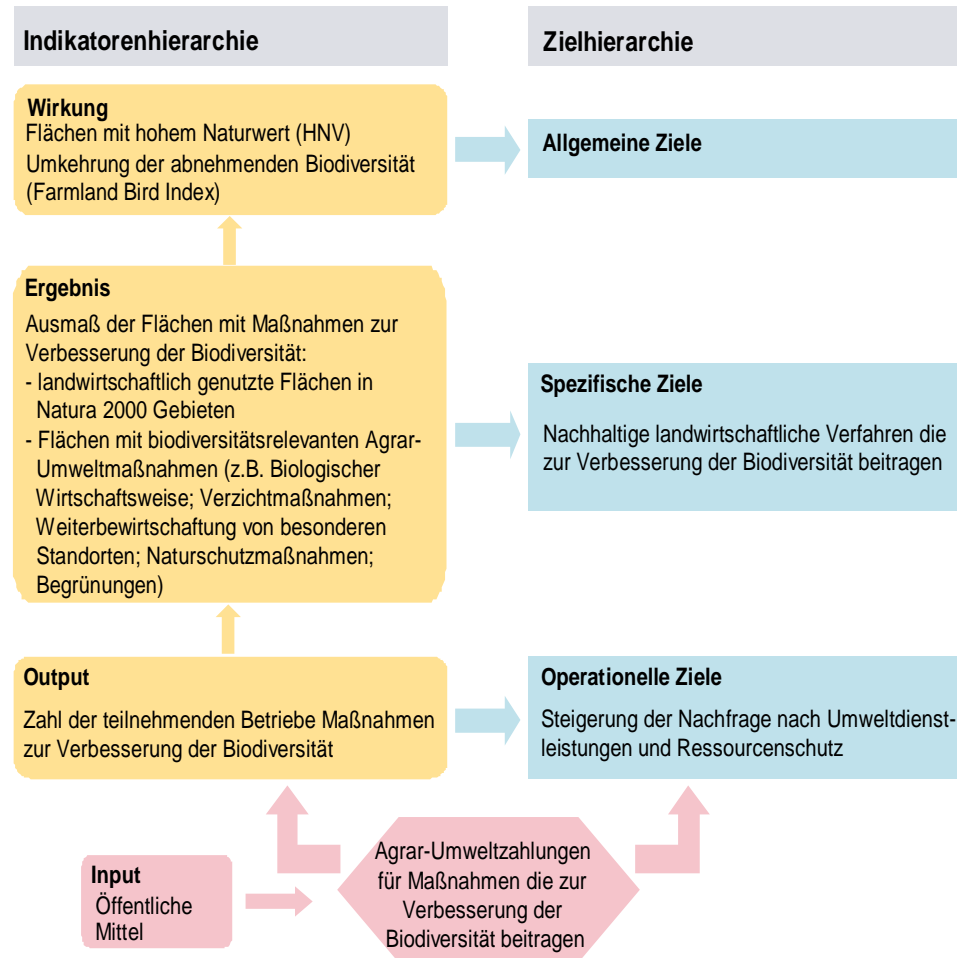 Indikatorenhierarchie
Zielhierarchie
Wirkung
Flächen mit hohem Naturwert (HNV)
Umkehrung der abnehmenden Biodiversität
(Farmland Bird Index)
Allgemeine Ziele
Ergebnis
Ausmaß der Flächen mit Maßnahmen zur
Verbesserung der Biodiversität:
- landwirtschaftlich genutzte Flächen in
Natura 2000 Gebieten
- Flächen mit biodiversitätsrelevanten Agrar-
Umweltmaßnahmen (z.B. Biologischer
Wirtschaftsweise; Verzichtmaßnahmen;
Weiterbewirtschaftung von besonderen
Standorten; Naturschutzmaßnahmen;
Begrünungen)
Spezifische Ziele
Nachhaltige landwirtschaftliche Verfahren die
zur Verbesserung der Biodiversität beitragen
Output
Zahl der teilnehmenden Betriebe Maßnahmen
zur Verbesserung der Biodiversität
Operationelle Ziele
Steigerung der Nachfrage nach Umweltdienst-
leistungen und Ressourcenschutz
Input
Öffentliche
Mittel
Agrar-Umweltzahlungen
für Maßnahmen die zur
Verbesserung der
Biodiversität beitragen